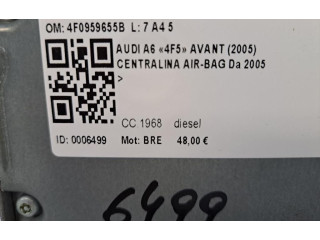 OM: 4F0959655B L: 7 A4 5
AUDI A6 «4F5» AVANT (2005)
CENTRALINA AIR-BAG Da 2005
>
CC 1968 diesel
ID: 0006499 Mot: BRE 48,00 €
6499